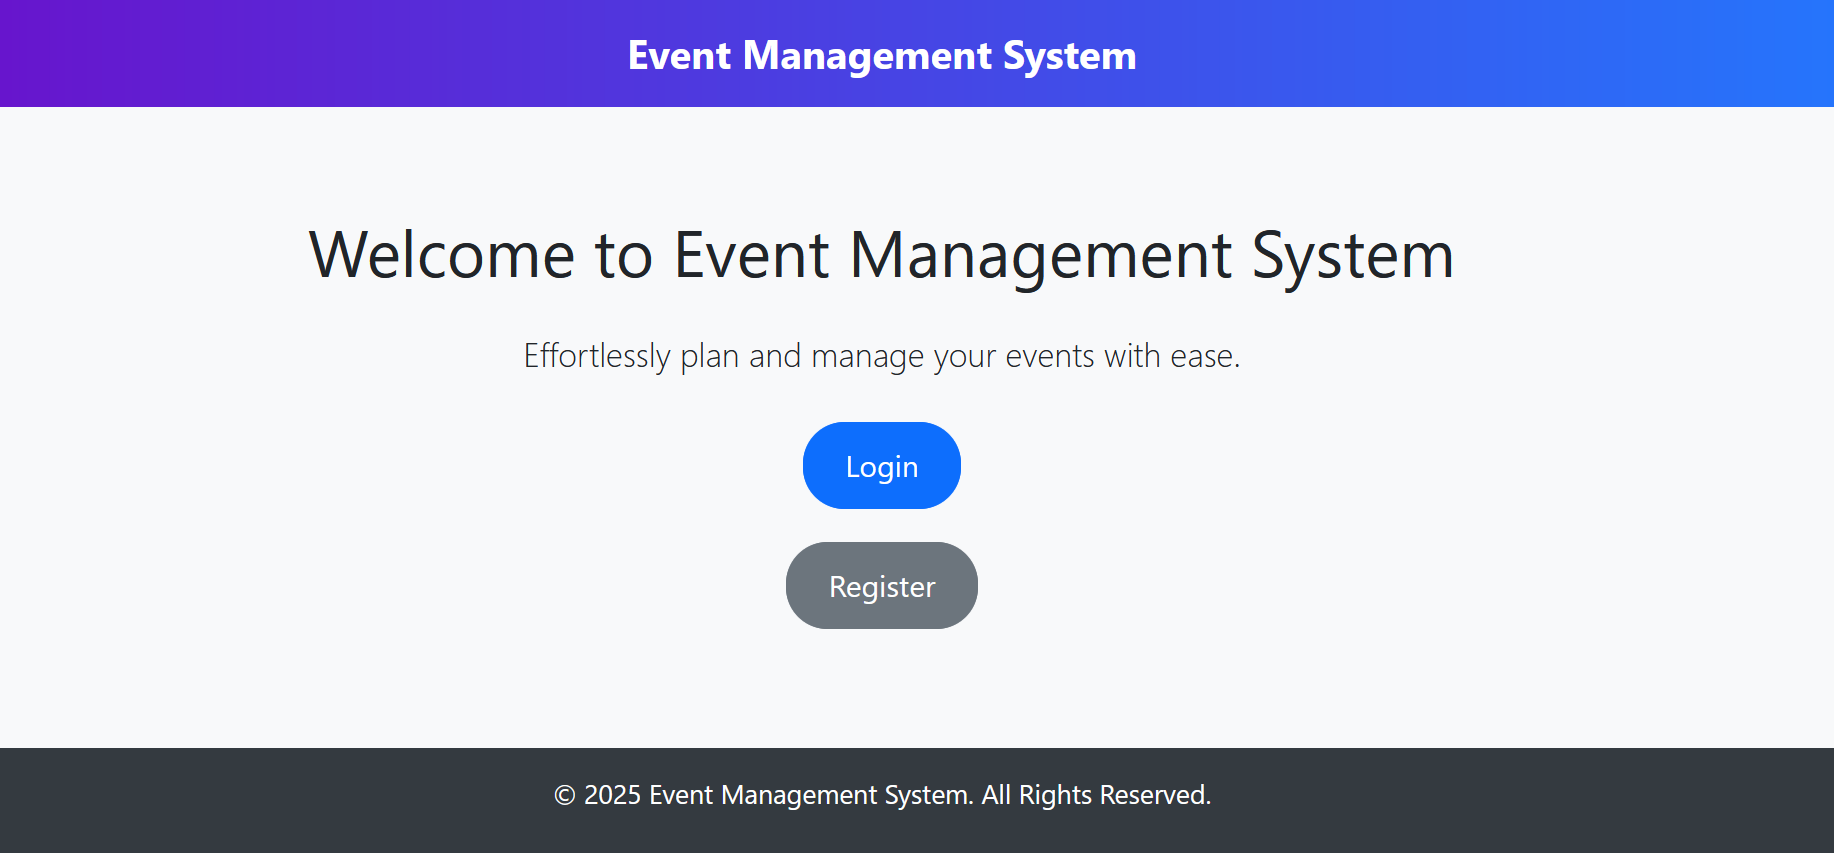 Event Management System
Welcome to Event Management System
Effortlessly plan and manage your events with ease.
Login
Register
© 2025 Event Management System. All Rights Reserved.